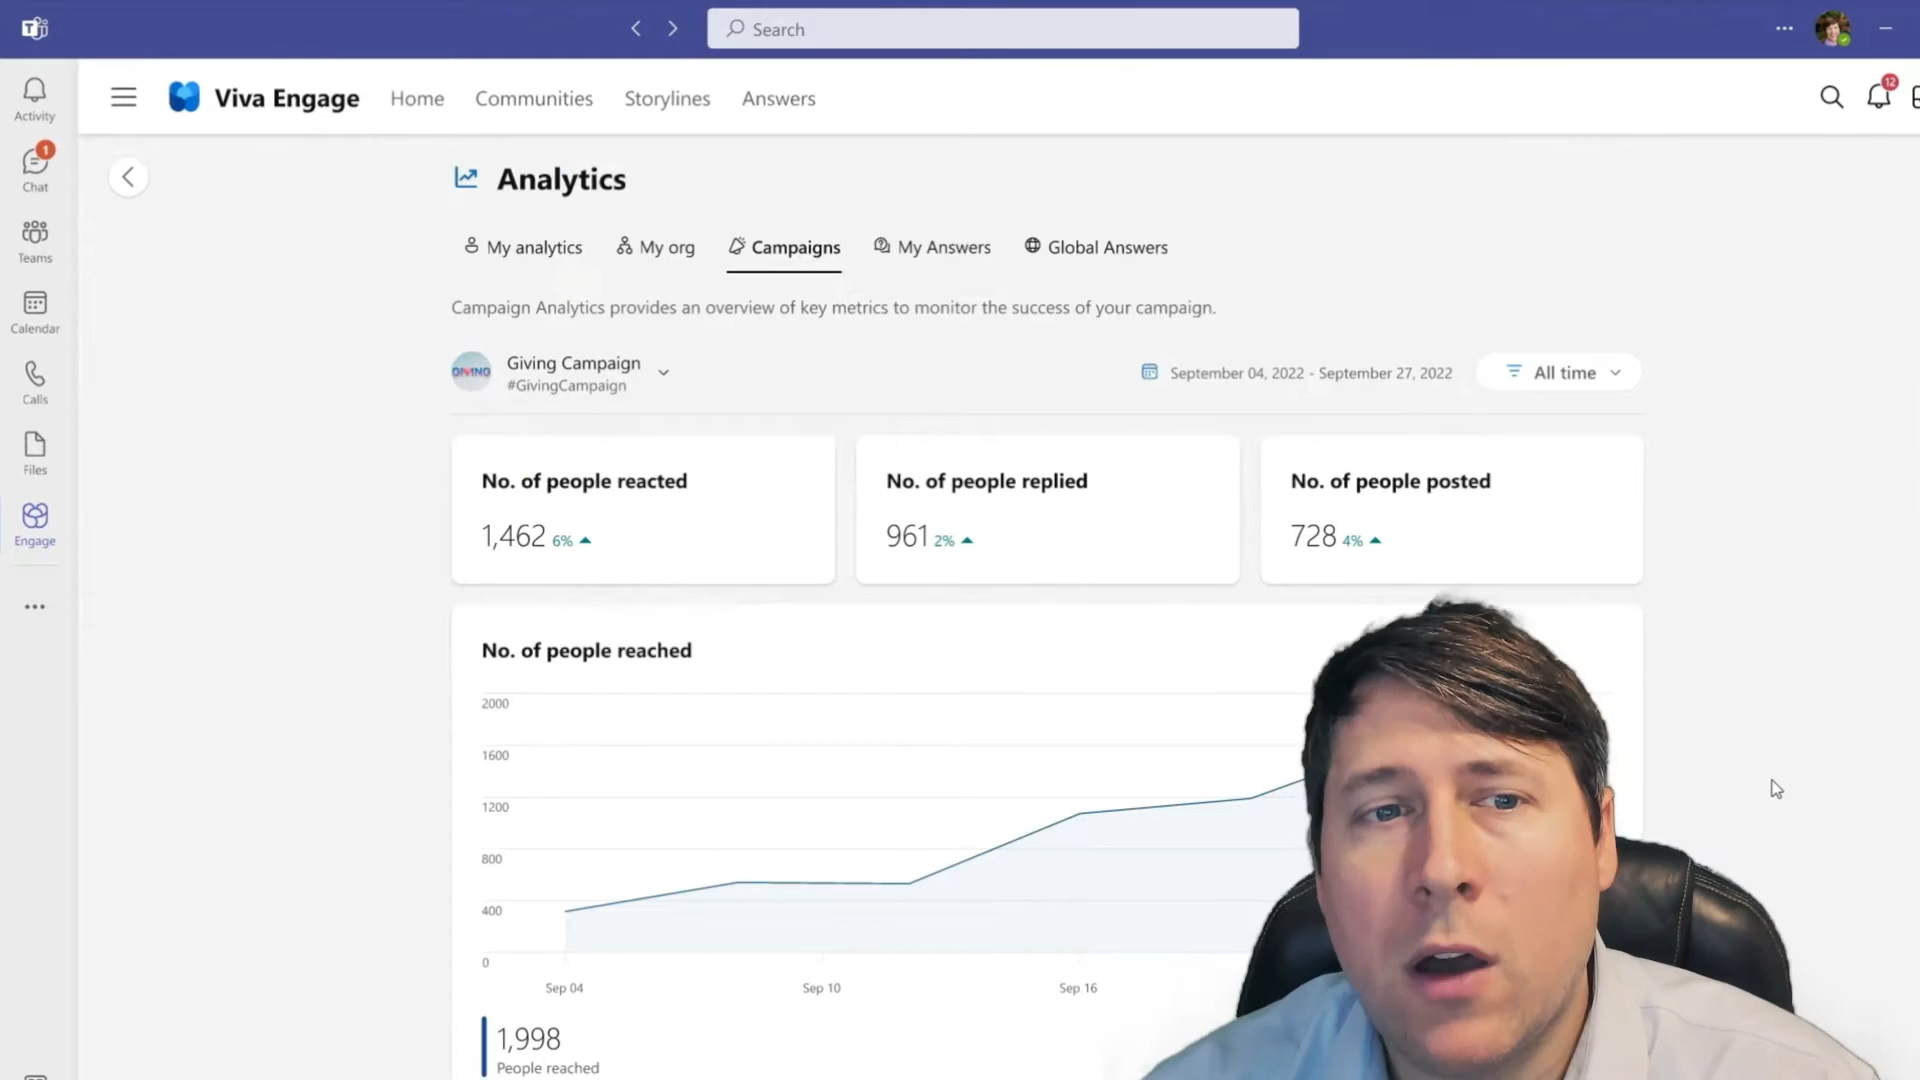 Search
Activity
1
Chat
Teams
Calendar
Calls
Files
Engage
Viva Engage Home Communities Storylines Answers
12
Analytics
My analytics My org Campaigns My Answers Global Answers
Campaign Analytics provides an overview of key metrics to monitor the success of your campaign.
GIVING
Giving Campaign
#GivingCampaign
September 04, 2022 - September 27, 2022 All time
No. of people reacted
1,462 6%
No. of people replied
961 2%
No. of people posted
728 4%
No. of people reached
2000
1600
1200
800
400
0
Sep 04 Sep 10 Sep 16
1,998
People reached